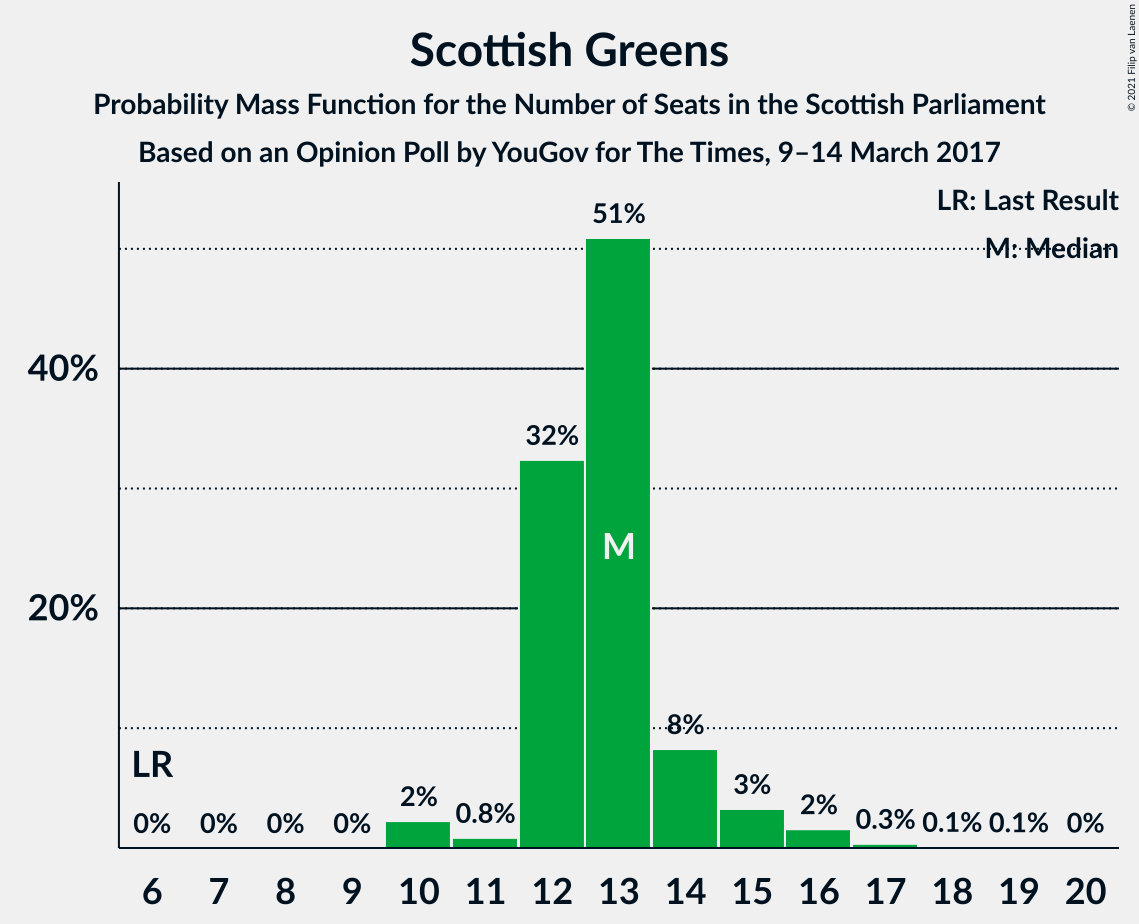 Scottish Greens
Probability Mass Function for the Number of Seats in the Scottish Parliament
Based on an Opinion Poll by YouGov for The Times, 9–14 March 2017
© 2021 Filip van Laenen
LR: Last Result
M: Median
51%
40%
32%
M
20%
8%
LR
3%
2%
2%
0.8%
0% 0% 0% 0% 0.3% 0.1% 0.1% 0%
6 7 8 9 10 11 12 13 14 15 16 17 18 19 20